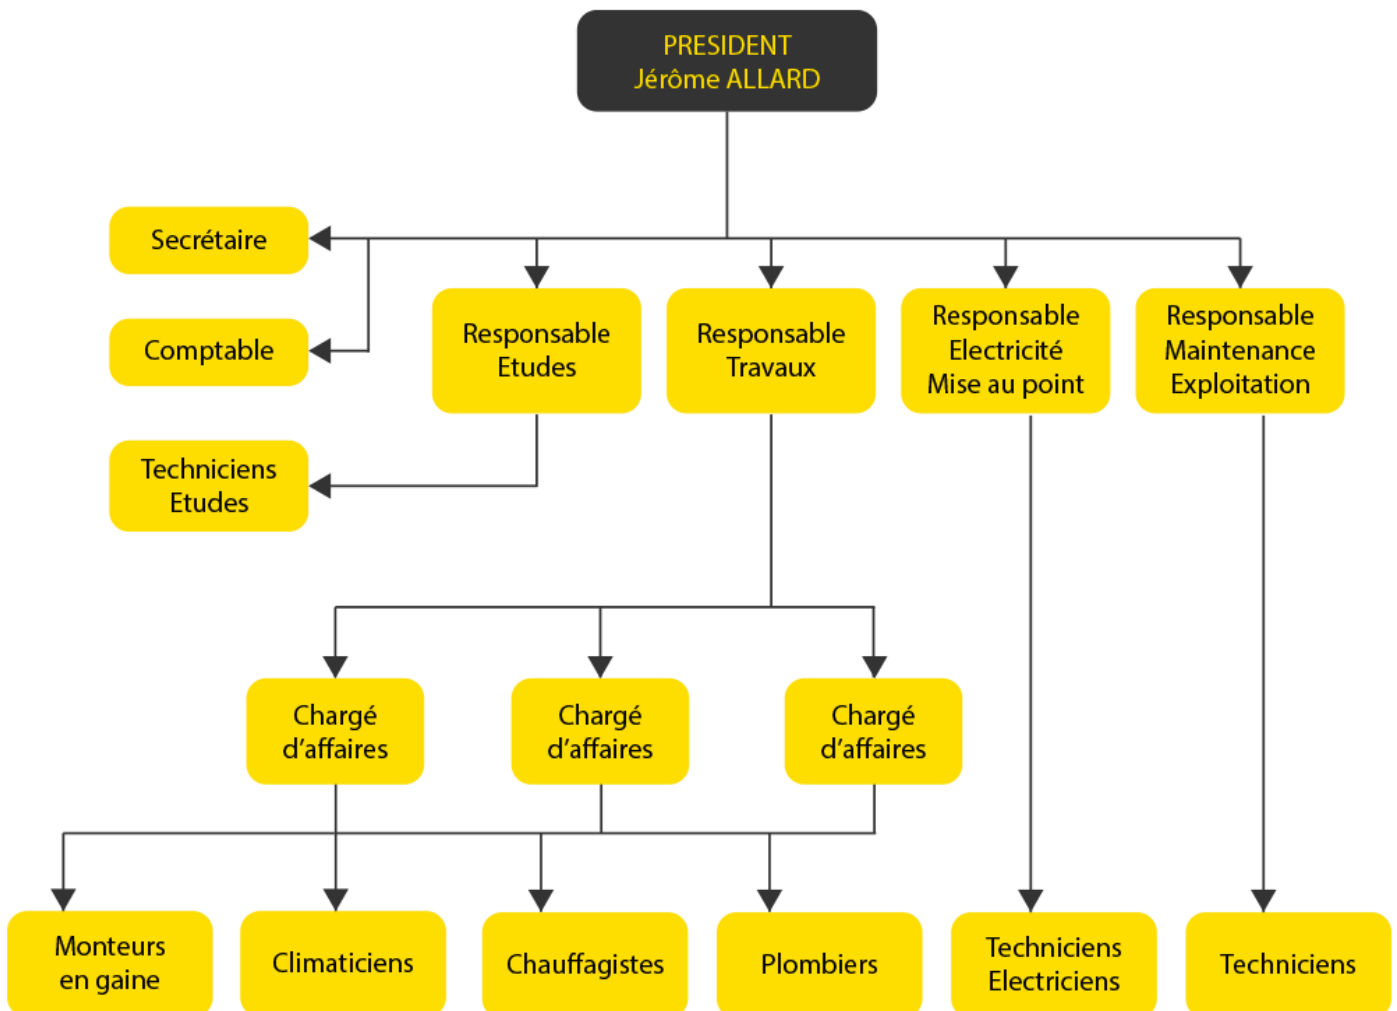 PRESIDENT
Jérôme ALLARD
Secrétaire
Comptable
Responsable
Etudes
Responsable
Travaux
Responsable
Electricité
Mise au point
Responsable
Maintenance
Exploitation
Techniciens
Etudes
Chargé
d’affaires
Chargé
d’affaires
Chargé
d’affaires
Monteurs
en gaine
Climaticiens
Chauffagistes
Plombiers
Techniciens
Electriciens
Techniciens